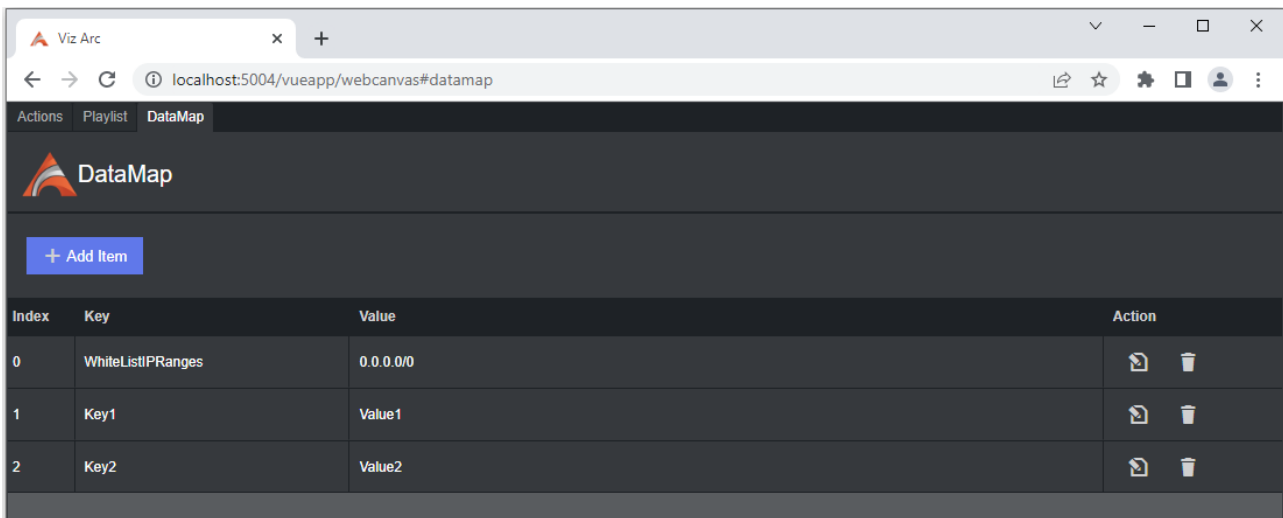 Viz Arc
localhost:5004/vueapp/webcanvas#datamap
Actions Playlist DataMap
DataMap
+ Add Item
Index Key Value Action
0 WhiteListIPRanges 0.0.0.0/0
1 Key1 Value1
2 Key2 Value2